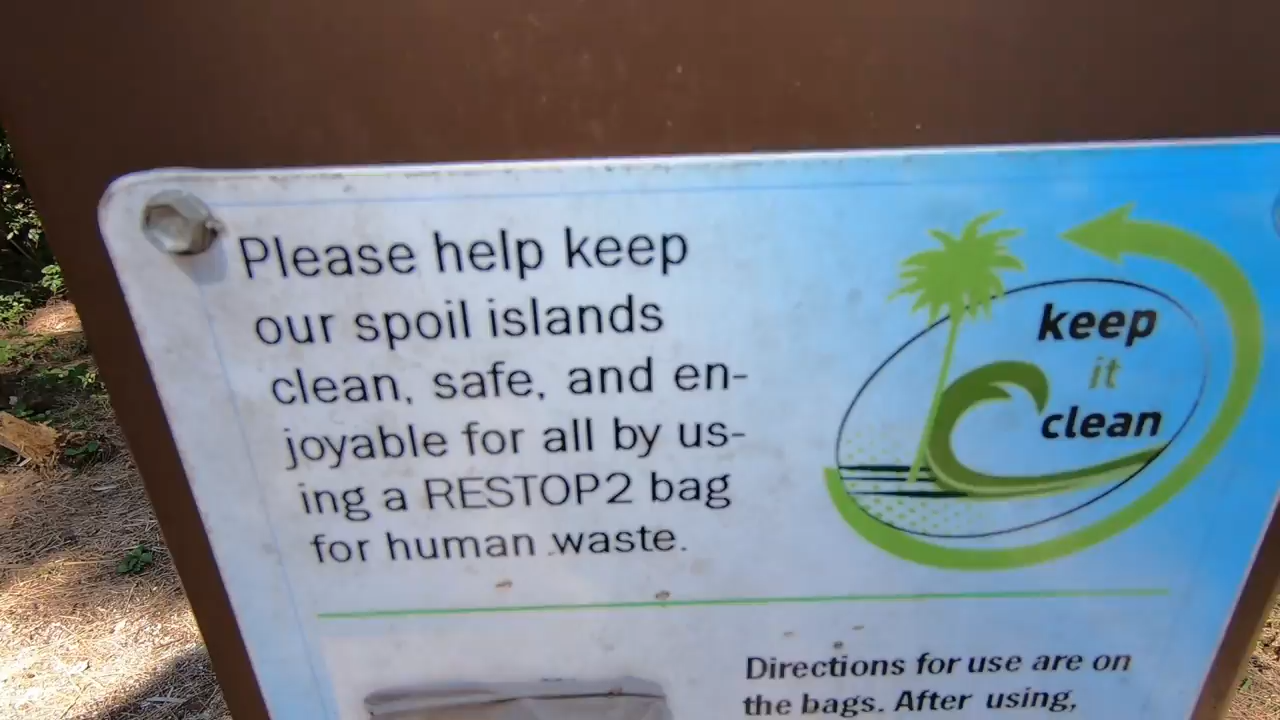 Please help keep
our spoil islands
clean, safe, and en-
joyable for all by us-
ing a RESTOP2 bag
for human waste.
keep
it
clean
Directions for use are on
the bags. After using,